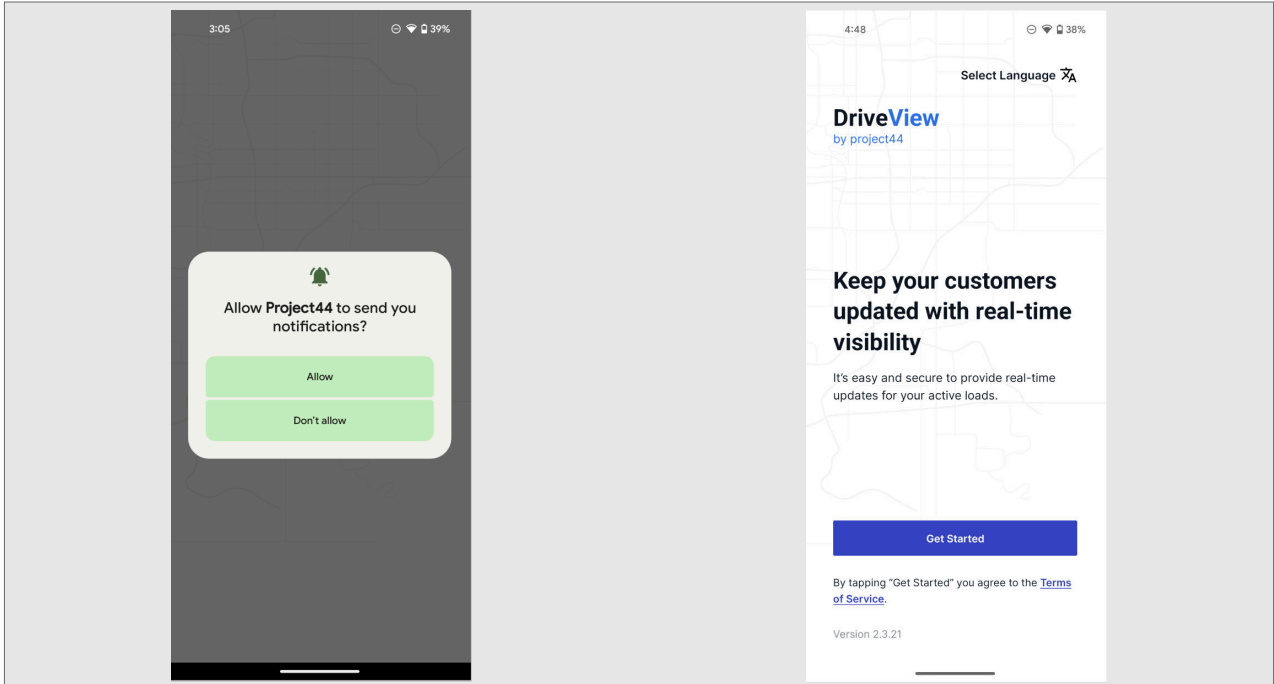 3:05
39%
Allow Project44 to send you
notifications?
Allow
Don't allow
4:48
38%
Select Language
DriveView
by project44
Keep your customers
updated with real-time
visibility
It's easy and secure to provide real-time
updates for your active loads.
Get Started
By tapping “Get Started” you agree to the Terms
of Service.
Version 2.3.21